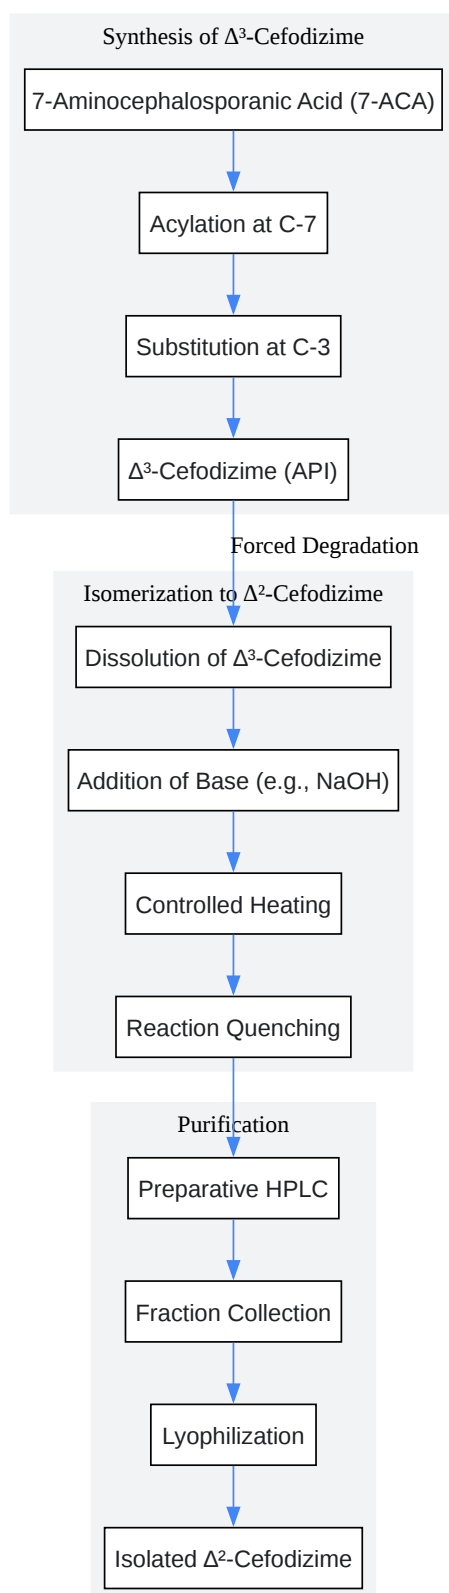 Synthesis of Δ³-Cefodizime
7-Aminocephalosporanic Acid (7-ACA)
Acylation at C-7
Substitution at C-3
Δ³-Cefodizime (API)
Forced Degradation
Isomerization to Δ²-Cefodizime
Dissolution of Δ³-Cefodizime
Addition of Base (e.g., NaOH)
Controlled Heating
Reaction Quenching
Purification
Preparative HPLC
Fraction Collection
Lyophilization
Isolated Δ²-Cefodizime